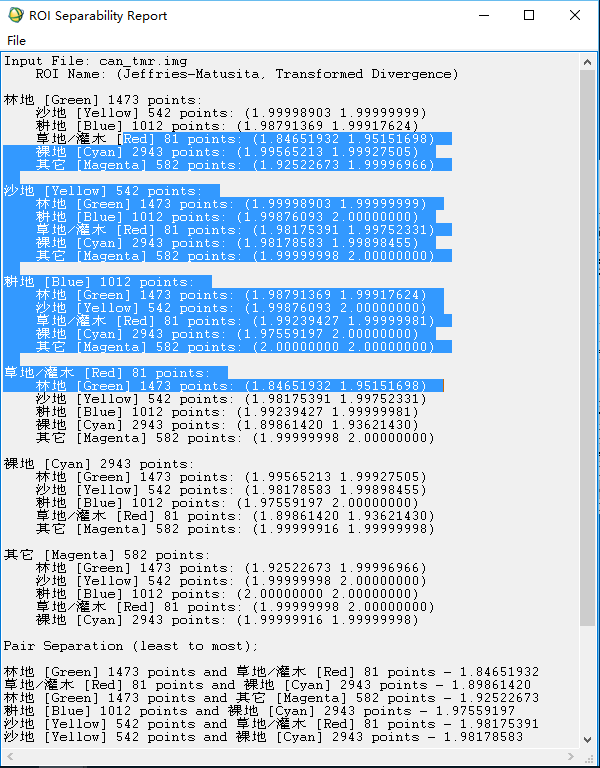 ROI Separability Report
File
Input File: can_tmr.img
ROI Name: (Jeffries-Matusita, Transformed Divergence)
林地 [Green] 1473 points:
沙地 [Yellow] 542 points: (1.99998903 1.99999999)
耕地 [Blue] 1012 points: (1.98791369 1.99917624)
草地/灌木 [Red] 81 points: (1.84651932 1.95151698)
裸地 [Cyan] 2943 points: (1.99565213 1.99927505)
其它 [Magenta] 582 points: (1.92522673 1.99996966)
沙地 [Yellow] 542 points:
林地 [Green] 1473 points: (1.99998903 1.99999999)
耕地 [Blue] 1012 points: (1.99876093 2.00000000)
草地/灌木 [Red] 81 points: (1.98175391 1.99752331)
裸地 [Cyan] 2943 points: (1.98178583 1.99898455)
其它 [Magenta] 582 points: (1.99999998 2.00000000)
耕地 [Blue] 1012 points:
林地 [Green] 1473 points: (1.98791369 1.99917624)
沙地 [Yellow] 542 points: (1.99876093 2.00000000)
草地/灌木 [Red] 81 points: (1.99239427 1.99999981)
裸地 [Cyan] 2943 points: (1.97559197 2.00000000)
其它 [Magenta] 582 points: (2.00000000 2.00000000)
草地/灌木 [Red] 81 points:
林地 [Green] 1473 points: (1.84651932 1.95151698)
沙地 [Yellow] 542 points: (1.98175391 1.99752331)
耕地 [Blue] 1012 points: (1.99239427 1.99999981)
裸地 [Cyan] 2943 points: (1.89861420 1.93621430)
其它 [Magenta] 582 points: (1.99999998 2.00000000)
裸地 [Cyan] 2943 points:
林地 [Green] 1473 points: (1.99565213 1.99927505)
沙地 [Yellow] 542 points: (1.98178583 1.99898455)
耕地 [Blue] 1012 points: (1.97559197 2.00000000)
草地/灌木 [Red] 81 points: (1.89861420 1.93621430)
其它 [Magenta] 582 points: (1.99999916 1.99999998)
其它 [Magenta] 582 points:
林地 [Green] 1473 points: (1.92522673 1.99996966)
沙地 [Yellow] 542 points: (1.99999998 2.00000000)
耕地 [Blue] 1012 points: (2.00000000 2.00000000)
草地/灌木 [Red] 81 points: (1.99999998 2.00000000)
裸地 [Cyan] 2943 points: (1.99999916 1.99999998)
Pair Separation (least to most);
林地 [Green] 1473 points and 草地/灌木 [Red] 81 points - 1.84651932
草地/灌木 [Red] 81 points and 裸地 [Cyan] 2943 points - 1.89861420
林地 [Green] 1473 points and 其它 [Magenta] 582 points - 1.92522673
耕地 [Blue] 1012 points and 裸地 [Cyan] 2943 points - 1.97559197
沙地 [Yellow] 542 points and 草地/灌木 [Red] 81 points - 1.98175391
沙地 [Yellow] 542 points and 裸地 [Cyan] 2943 points - 1.98178583